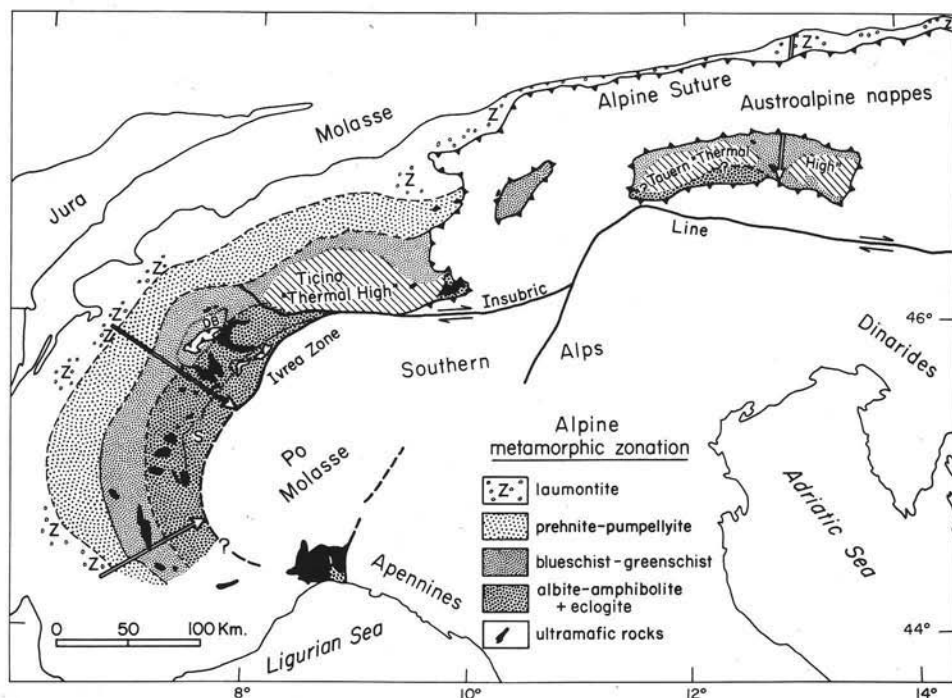 Z
Z
Alpine Suture
Austroalpine nappes
Z
Molasse
Z
"Tauern "Thermal
High"
?
?
Jura
Line
Z
Ticino
"Thermal High"
Insubric
46°
Z
DB
Z
Ivrea Zone
Dinarides
Southern
Alps
Z
S
Alpine
metamorphic zonation
Po
Molasse
Z laumontite
prehnite-pumpellyite
Adriatic Sea
Z
?
blueschist-greenschist
Z
Apennines
albite-amphibolite
+ eclogite
0 50 100 Km.
Ligurian Sea
ultramafic rocks
44°
8°
10°
12°
14°